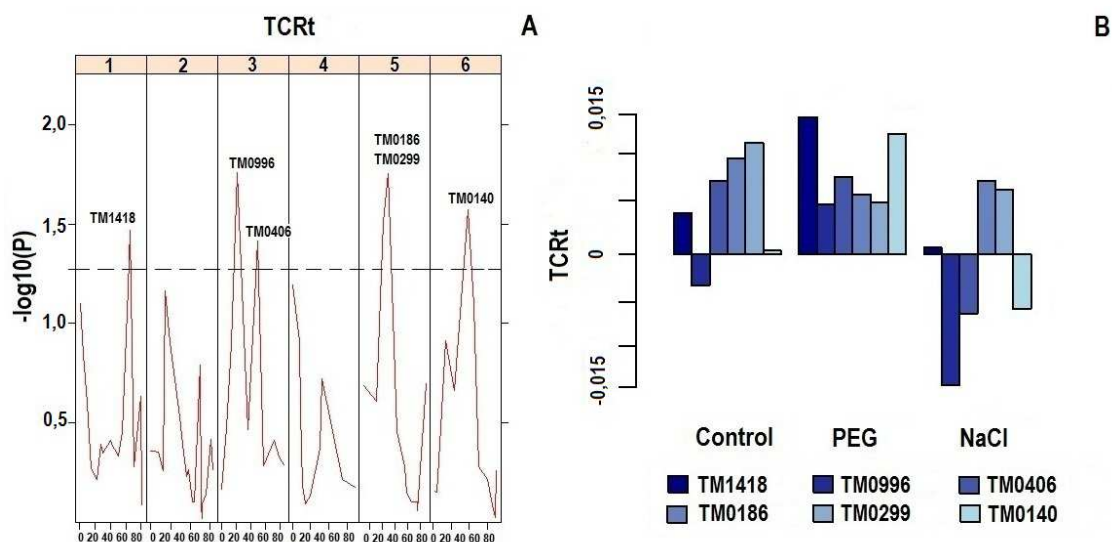 TCRt
A
1 2 3 4 5 6
2,0
1,5
1,0
0,5
-log10(P)
TM1418
TM0996
TM0406
TM0186
TM0299
TM0140
0 20 40 60 80 0 20 40 60 80 0 20 40 60 80 0 20 40 60 80 0 20 40 60 80 0 20 40 60 80
B
TCRt
0,015
0
-0,015
Control PEG NaCl
TM1418 TM0996 TM0406
TM0186 TM0299 TM0140